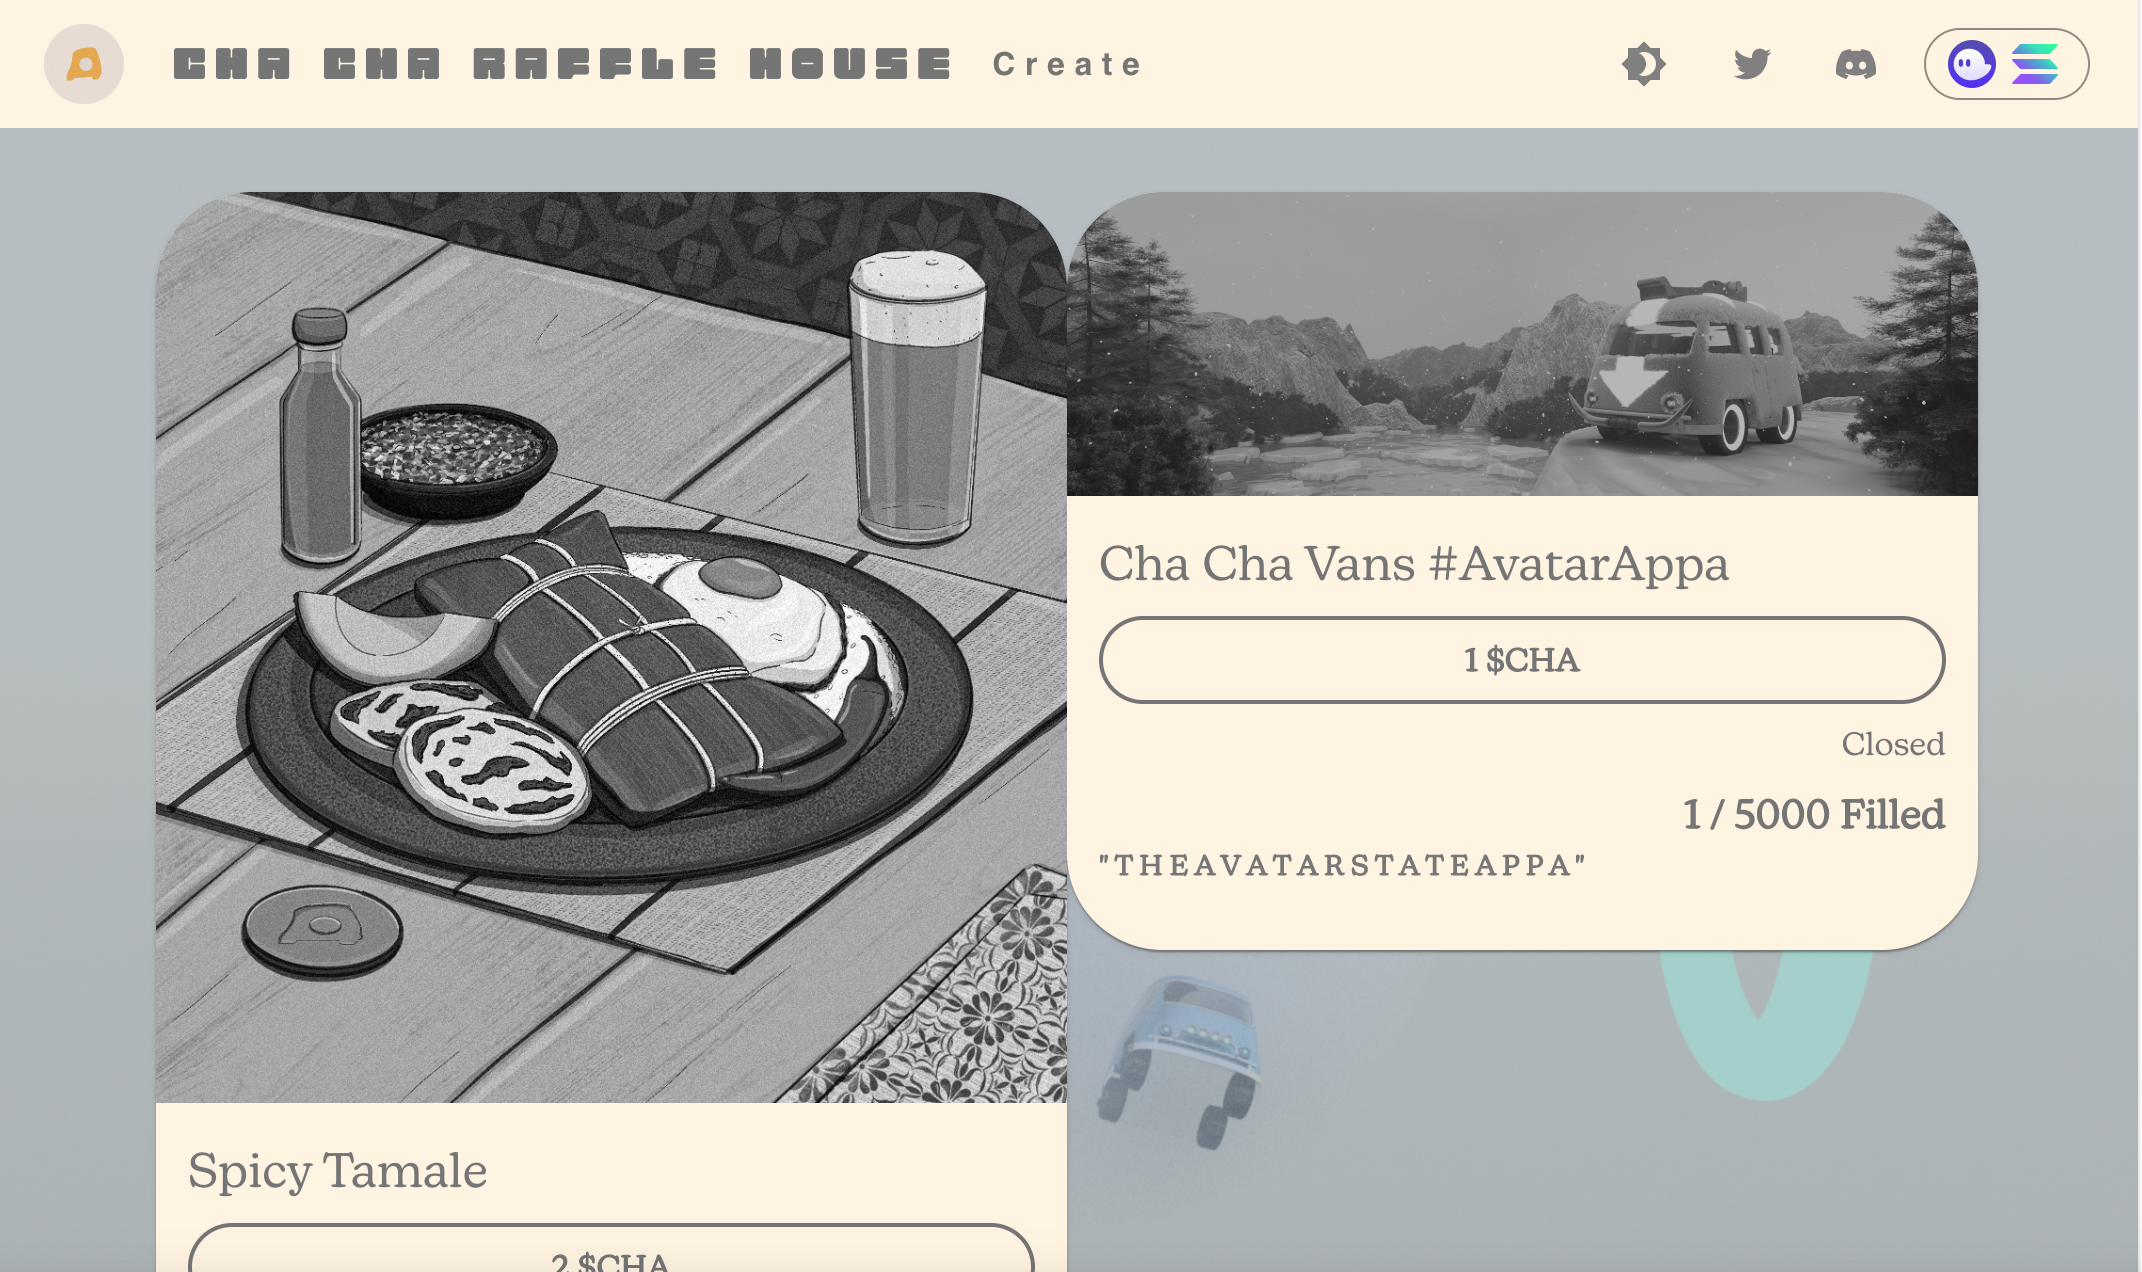 CHA CHA RAFFLE HOUSE Create
Cha Cha Vans #AvatarAppa
1 $CHA
Closed
1 / 5000 Filled
"THEAVATARSTATEAPPA"
Spicy Tamale
2 $CHA